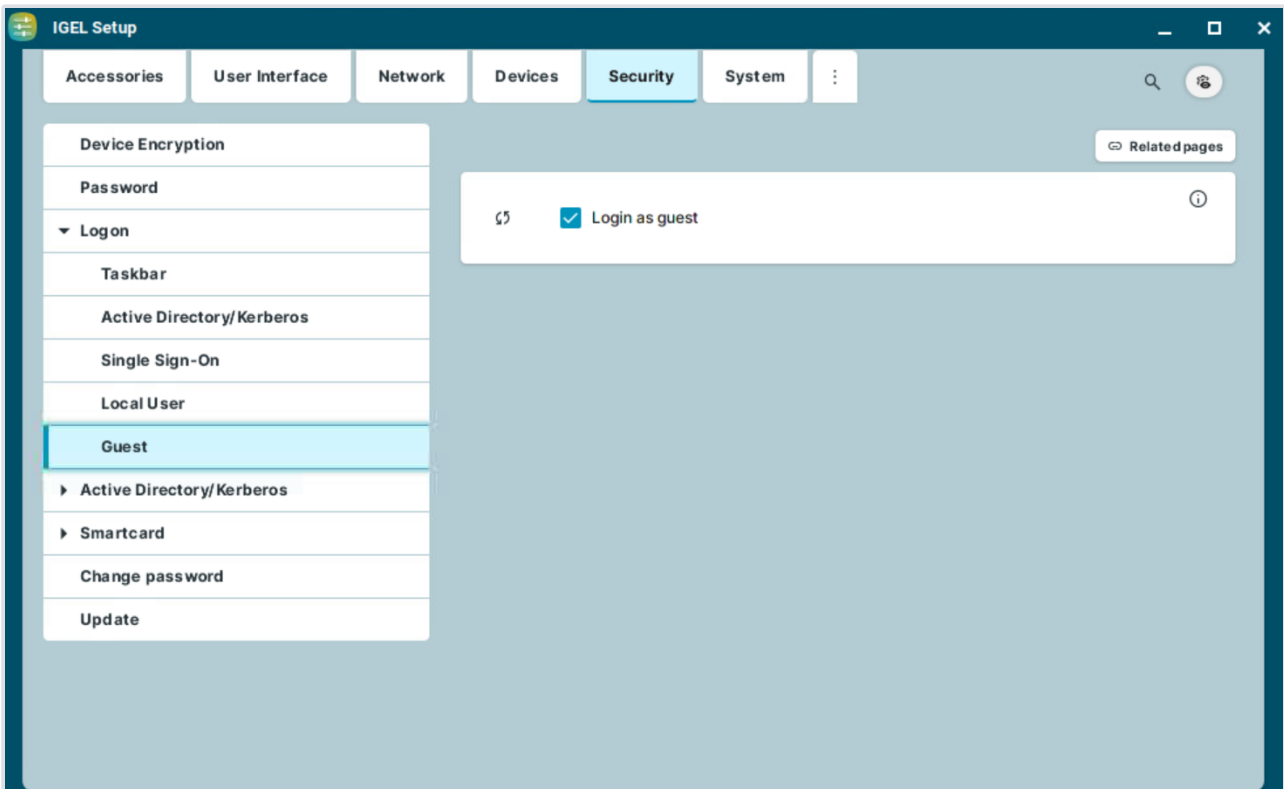 IGEL Setup
Accessories User Interface Network Devices Security System
Device Encryption
Related pages
Password
Login as guest
Logon
Taskbar
Active Directory/Kerberos
Single Sign-On
Local User
Guest
Active Directory/Kerberos
Smartcard
Change password
Update